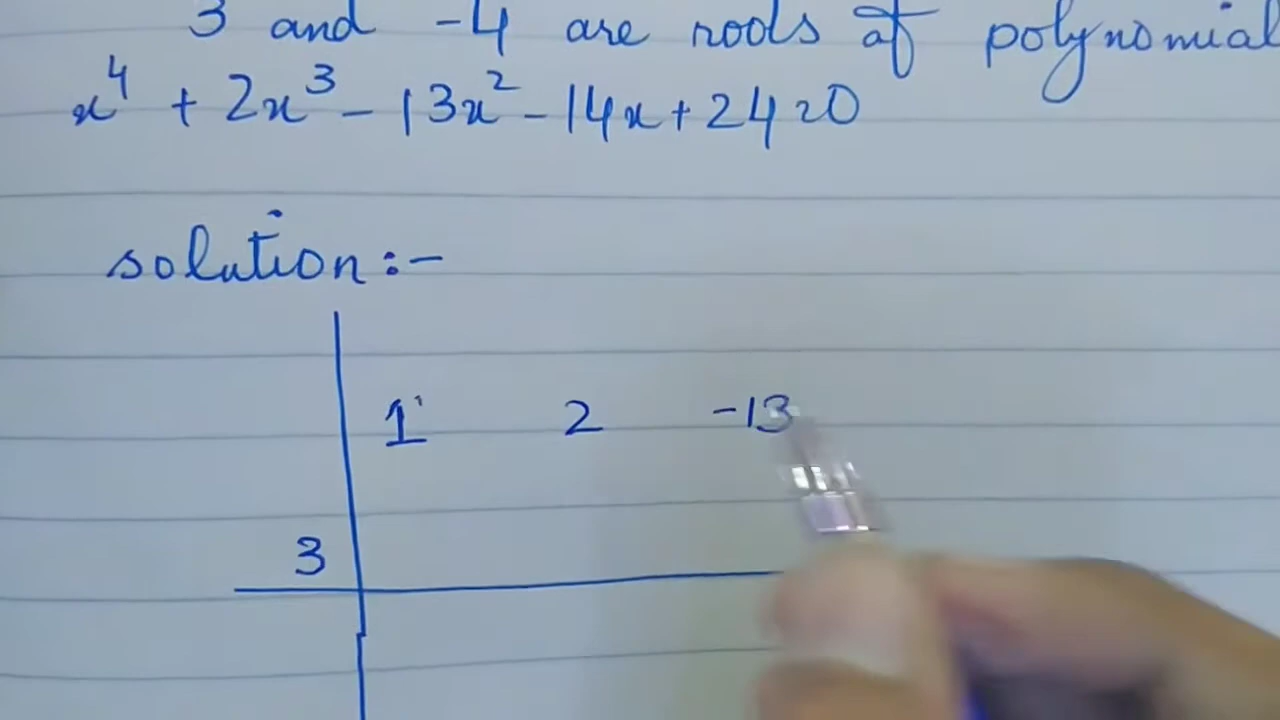 3 and -4 are roots of polynomial
x⁴ + 2x³ - 13x² - 14x + 24 = 0
solution :-
1 2 -13
3